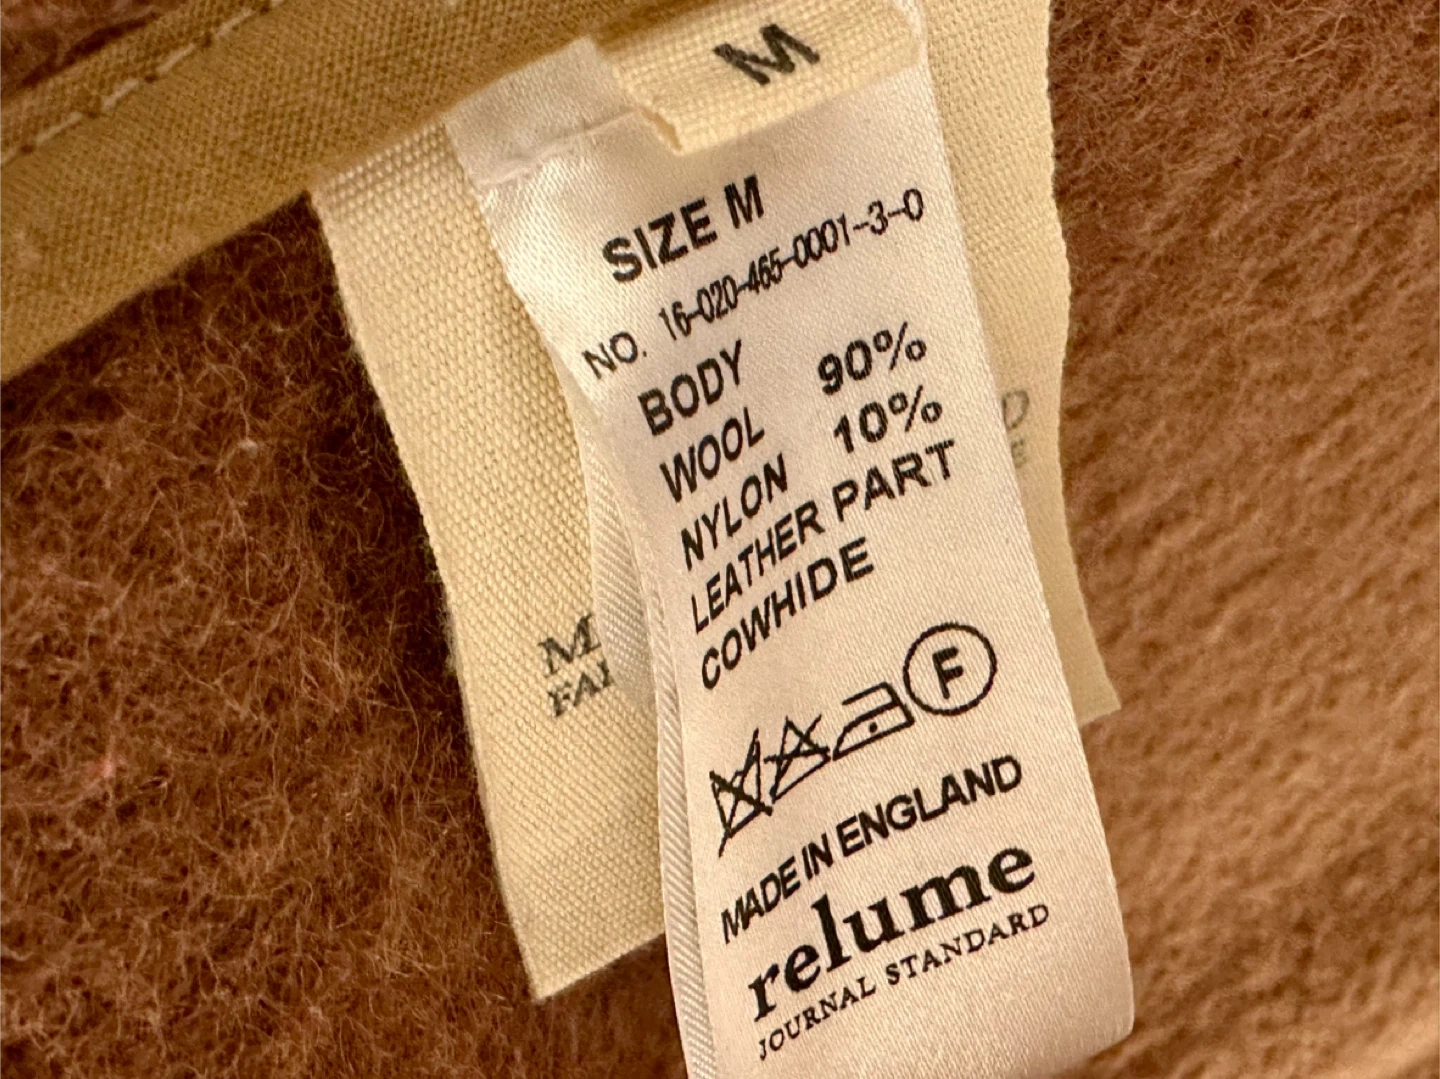 M
SIZE M
NO. 16-020-465-0001-3-0
BODY
WOOL 90%
NYLON 10%
LEATHER PART
COWHIDE
F
MADE IN ENGLAND
relume
JOURNAL STANDARD